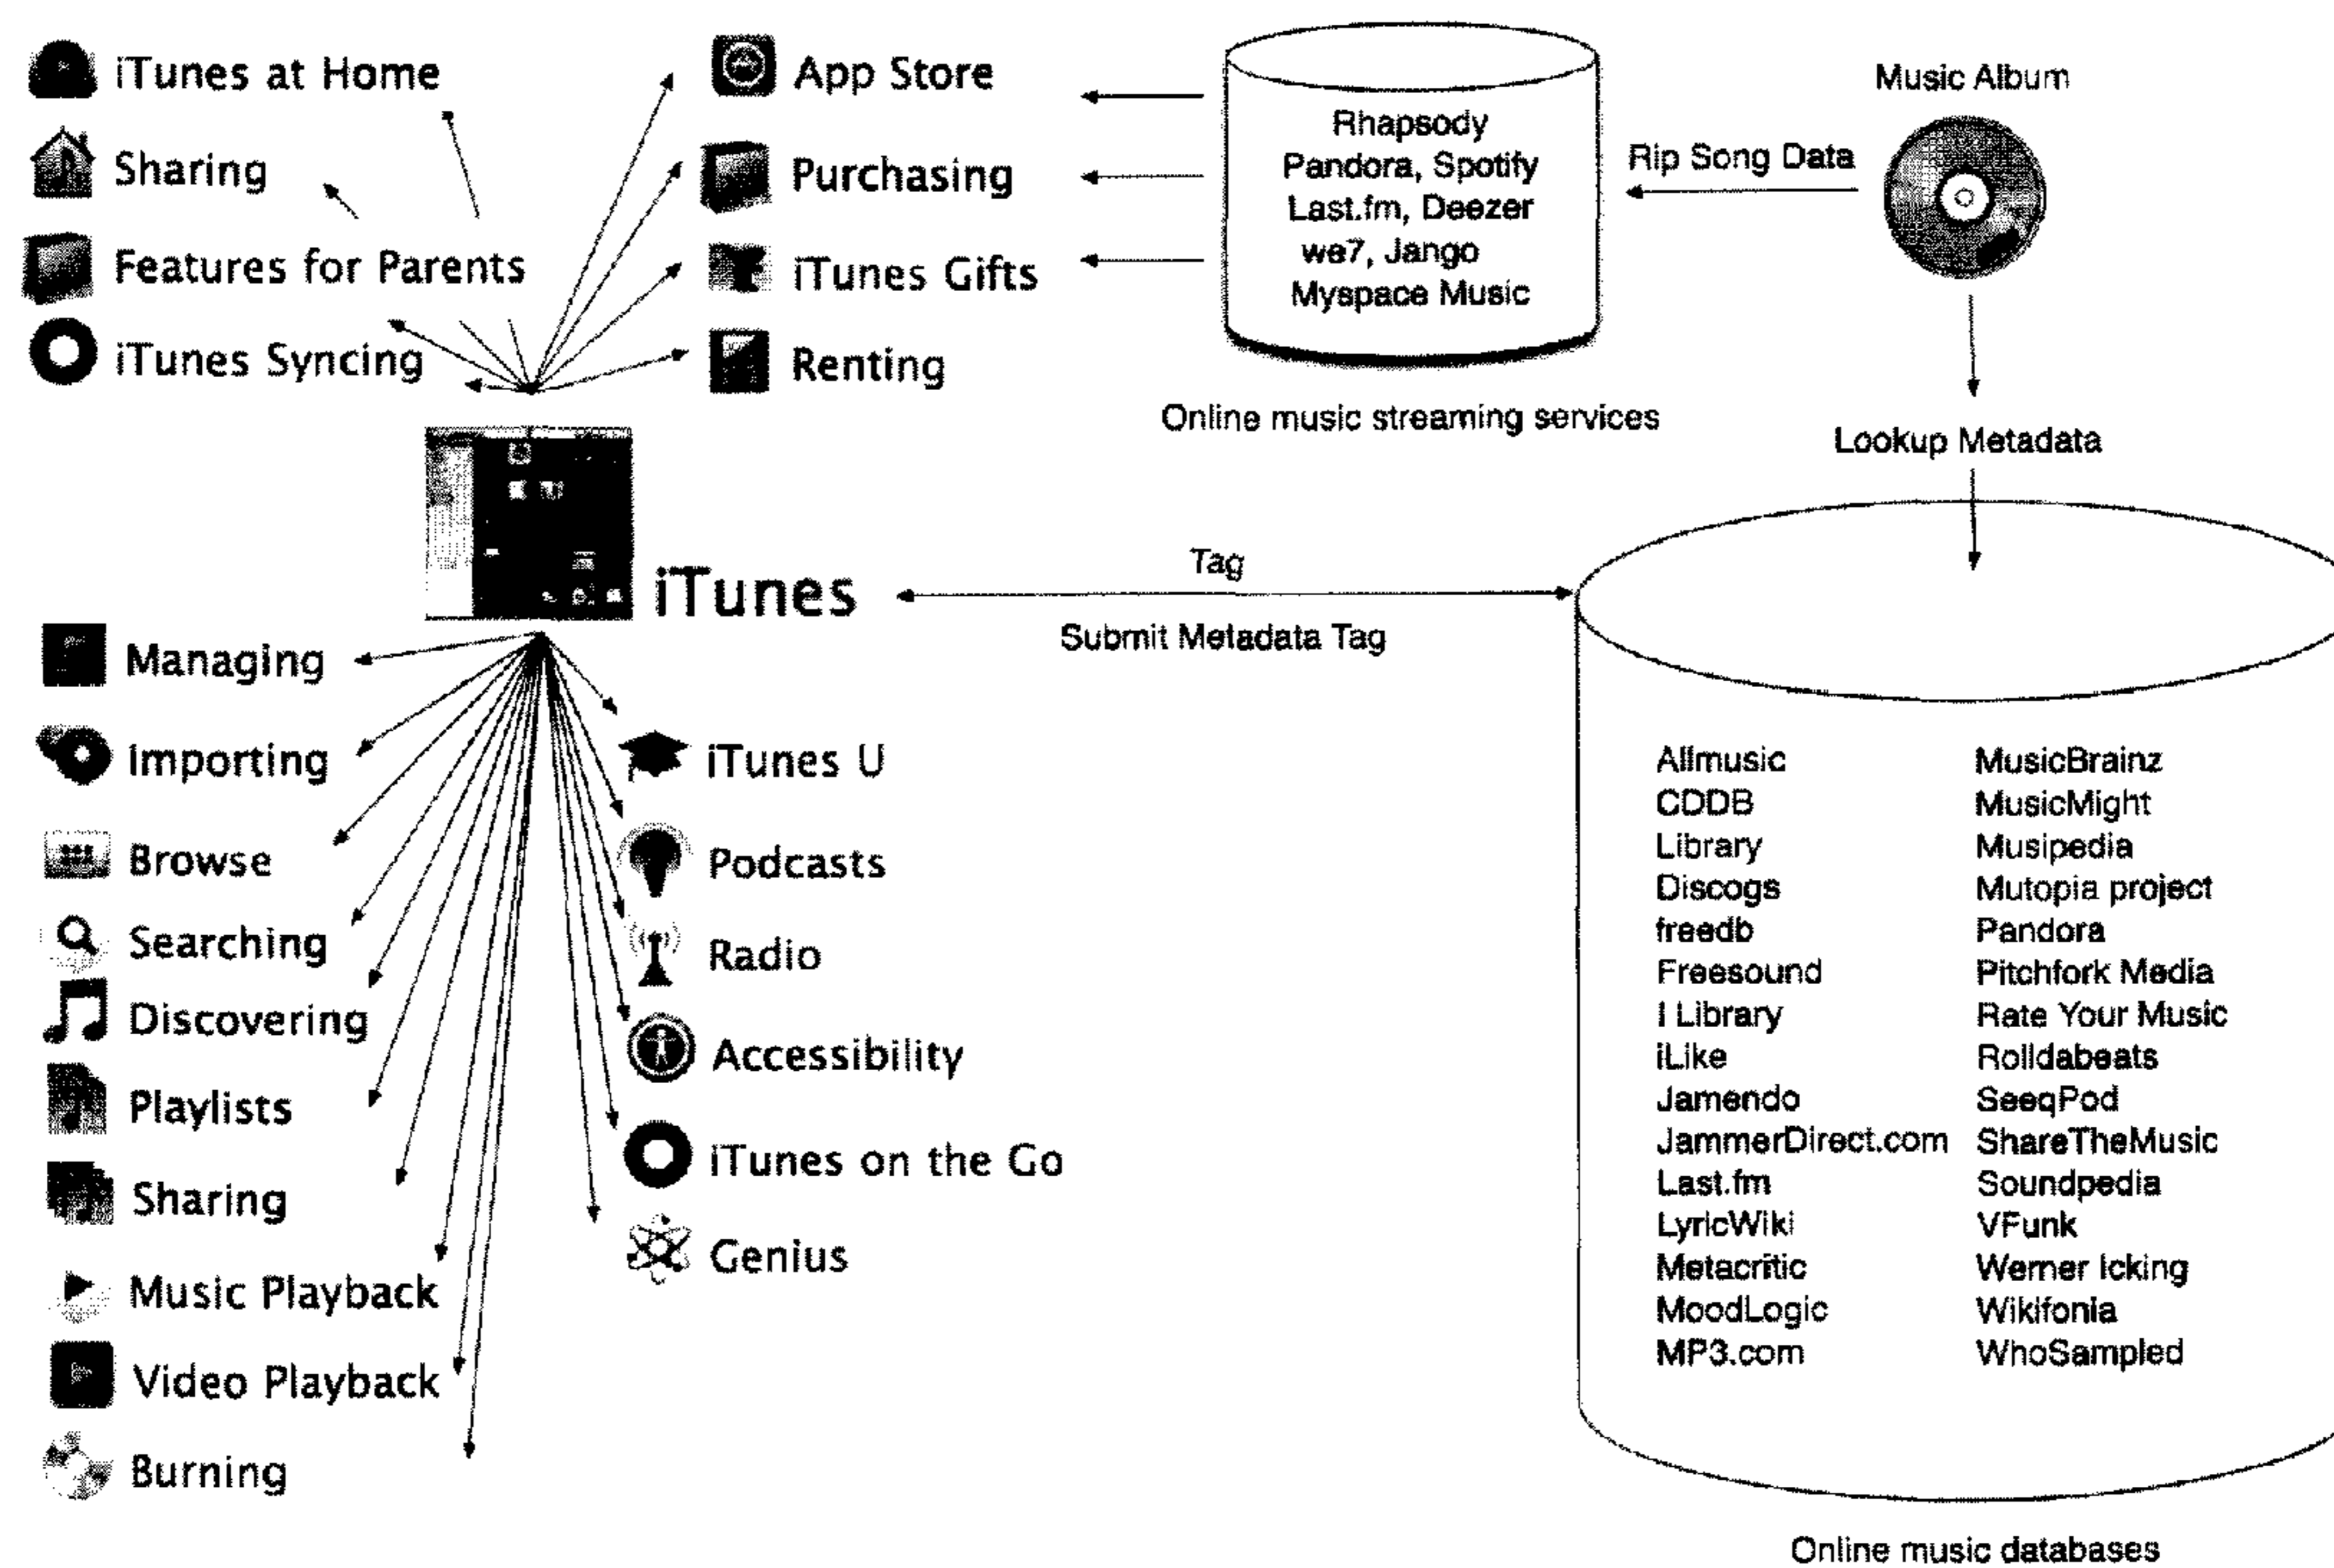 iTunes at Home
Sharing
Features for Parents
iTunes Syncing
App Store
Purchasing
iTunes Gifts
Renting
Rhapsody
Pandora, Spotify
Last.fm, Deezer
we7, Jango
Myspace Music
Online music streaming services
Rip Song Data
Music Album
Lookup Metadata
iTunes
Tag
Submit Metadata Tag
Managing
Importing
Browse
Searching
Discovering
Playlists
Sharing
Music Playback
Video Playback
Burning
iTunes U
Podcasts
Radio
Accessibility
iTunes on the Go
Genius
Allmusic
CDDB
Library
Discogs
freedb
Freesound
I Library
iLike
Jamendo
JammerDirect.com
Last.fm
LyricWiki
Metacritic
MoodLogic
MP3.com
MusicBrainz
MusicMight
Musipedia
Mutopia project
Pandora
Pitchfork Media
Rate Your Music
Rolldabeats
SeeqPod
ShareTheMusic
Soundpedia
VFunk
Werner Icking
Wikifonia
WhoSampled
Online music databases